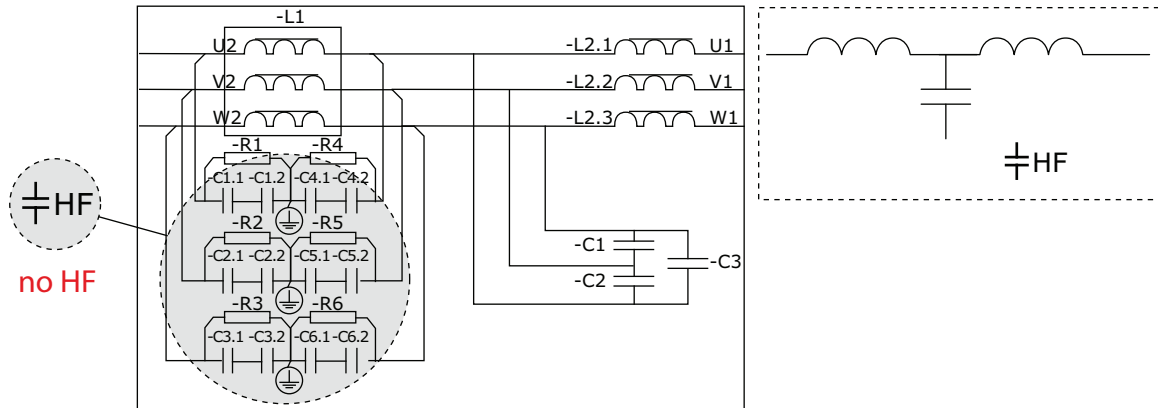 -L1
U2
-L2.1
U1
V2
-L2.2
V1
W2
-L2.3
W1
-R1
-R4
-C1.1
-C1.2
-C4.1
-C4.2
HF
HF
-R2
-R5
-C2.1
-C2.2
-C5.1
-C5.2
-C1
-C3
-C2
no HF
-R3
-R6
-C3.1
-C3.2
-C6.1
-C6.2